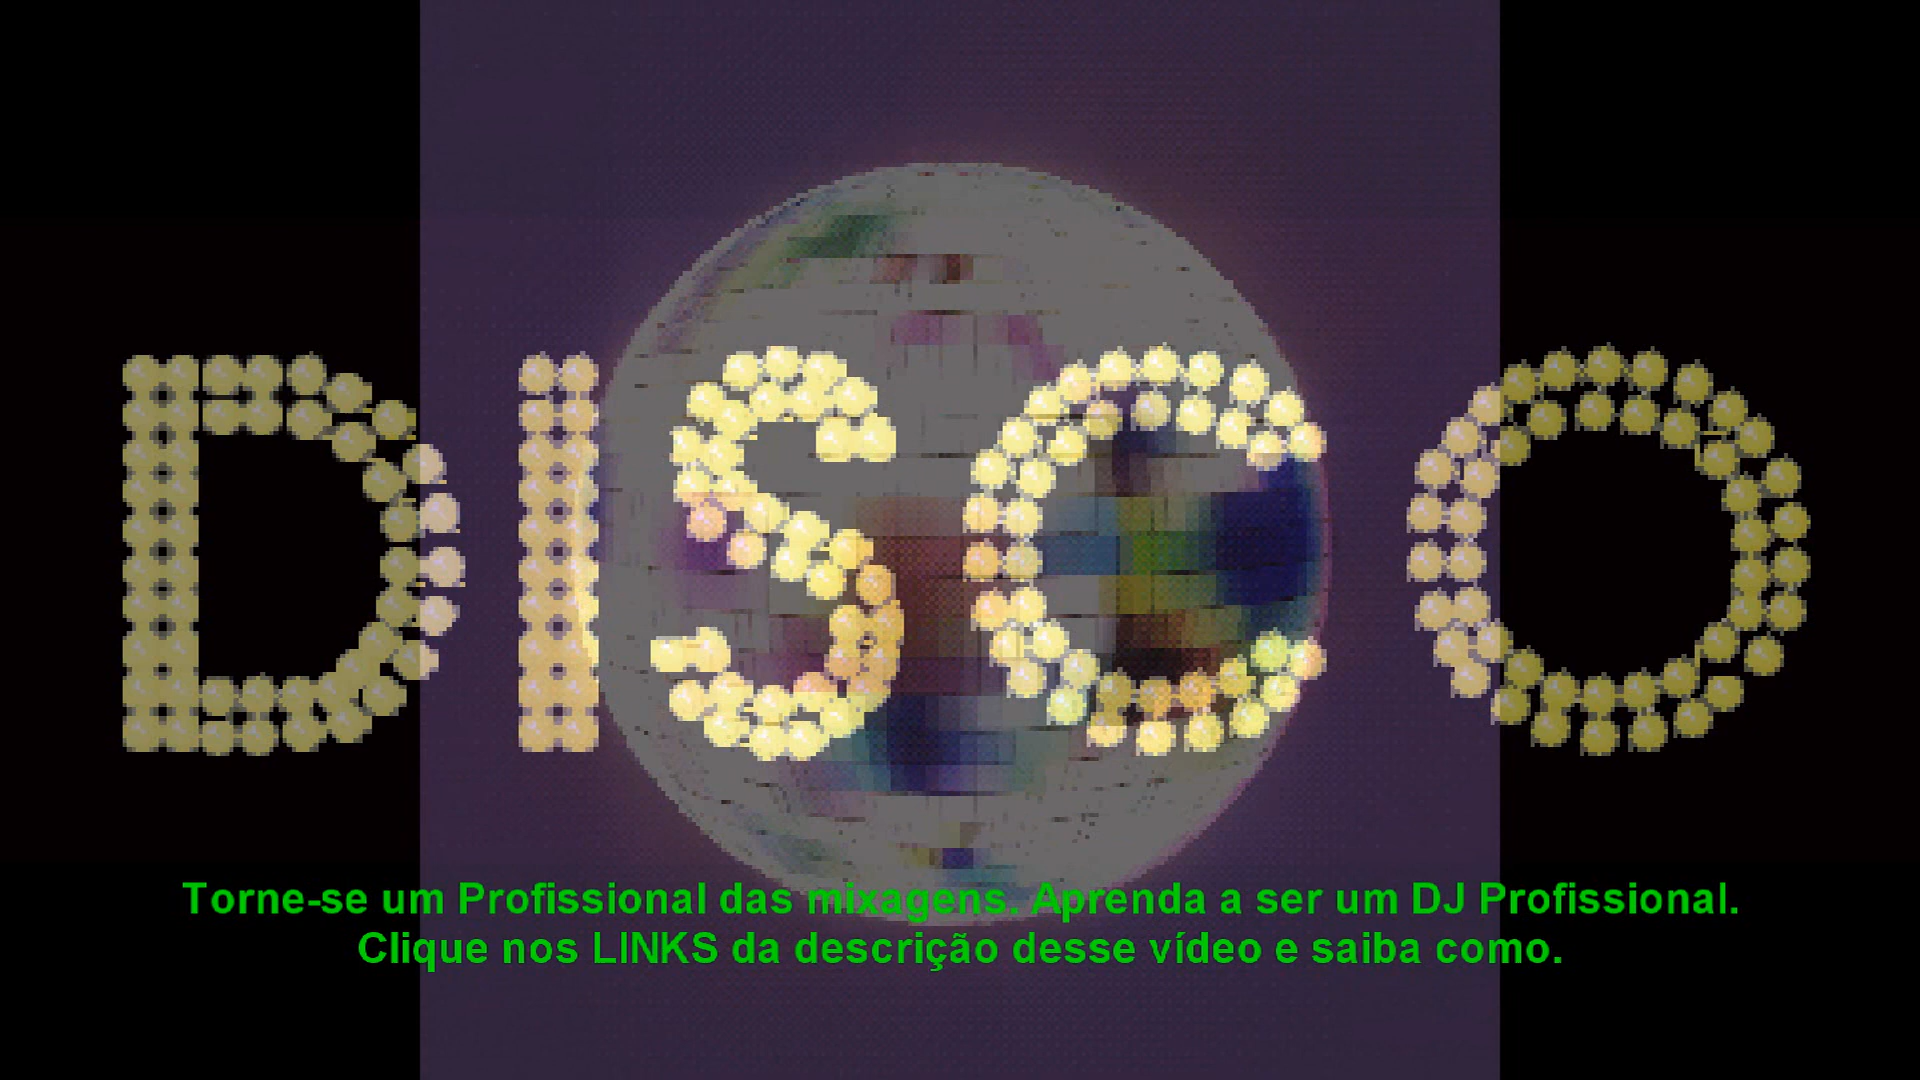 DISCO
Torne-se um Profissional das mixagens. Aprenda a ser um DJ Profissional.
Clique nos LINKS da descrição desse vídeo e saiba como.